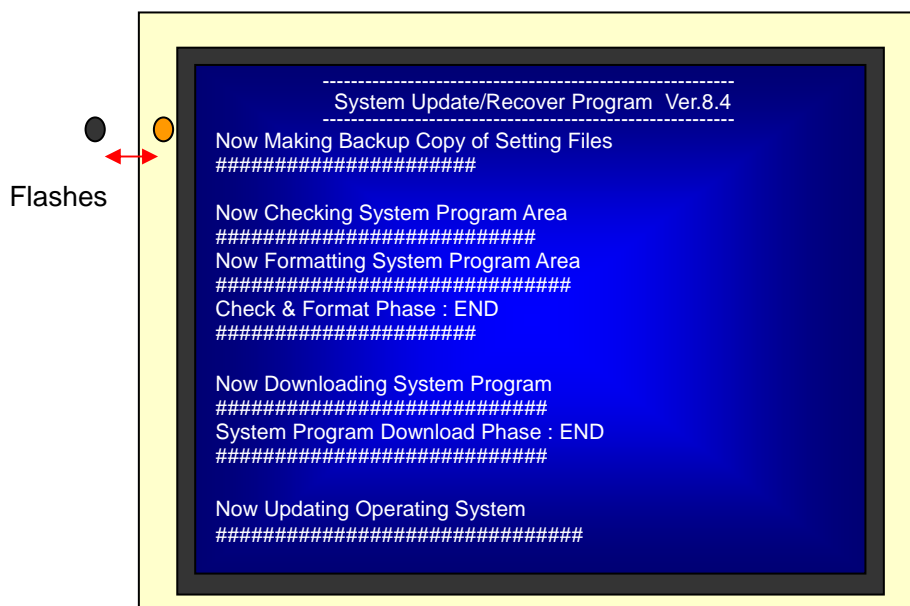 ----------------------------------------------------------
System Update/Recover Program Ver.8.4
----------------------------------------------------------
Now Making Backup Copy of Setting Files
######################
Flashes
Now Checking System Program Area
###########################
Now Formatting System Program Area
##############################
Check & Format Phase : END
######################
Now Downloading System Program
############################
System Program Download Phase : END
############################
Now Updating Operating System
###############################